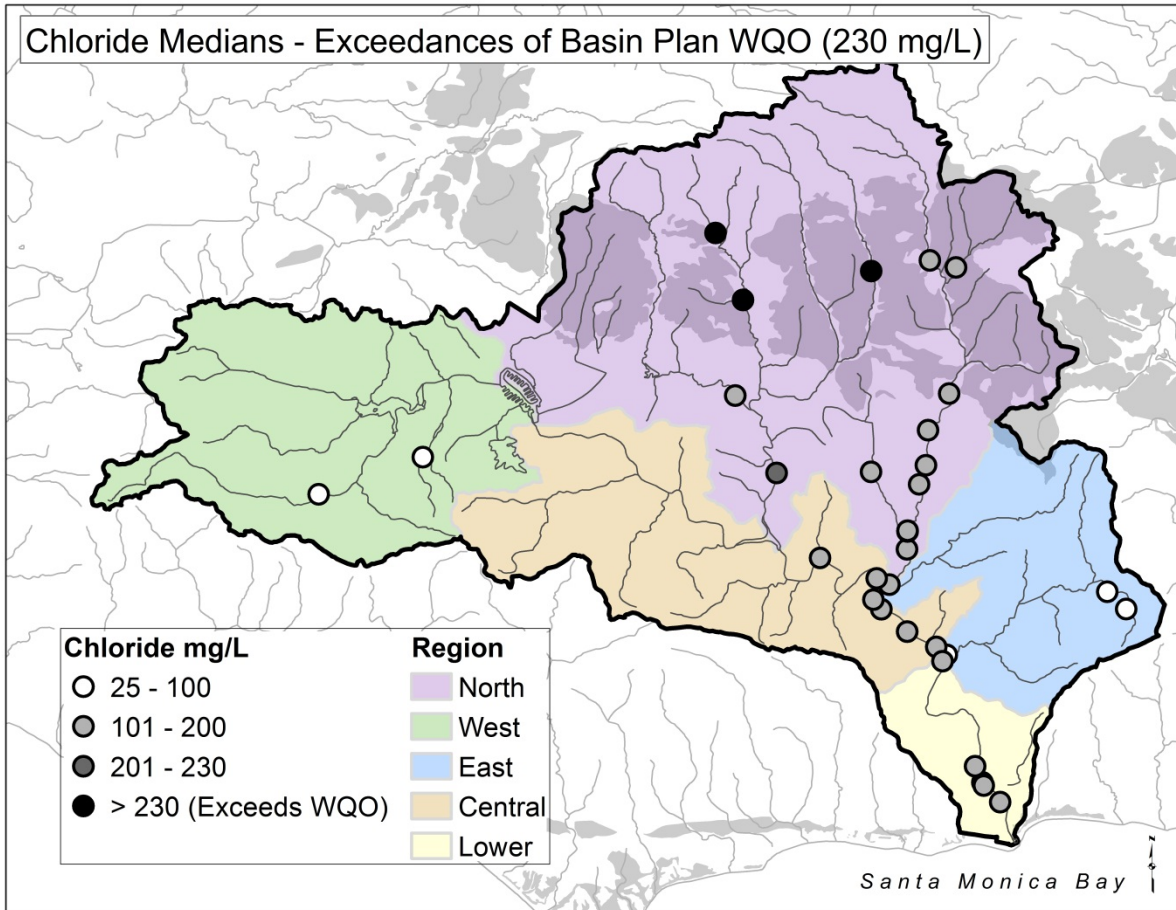 Chloride Medians - Exceedances of Basin Plan WQO (230 mg/L)
Chloride mg/L
25 - 100
101 - 200
201 - 230
> 230 (Exceeds WQO)
Region
North
West
East
Central
Lower
Santa Monica Bay